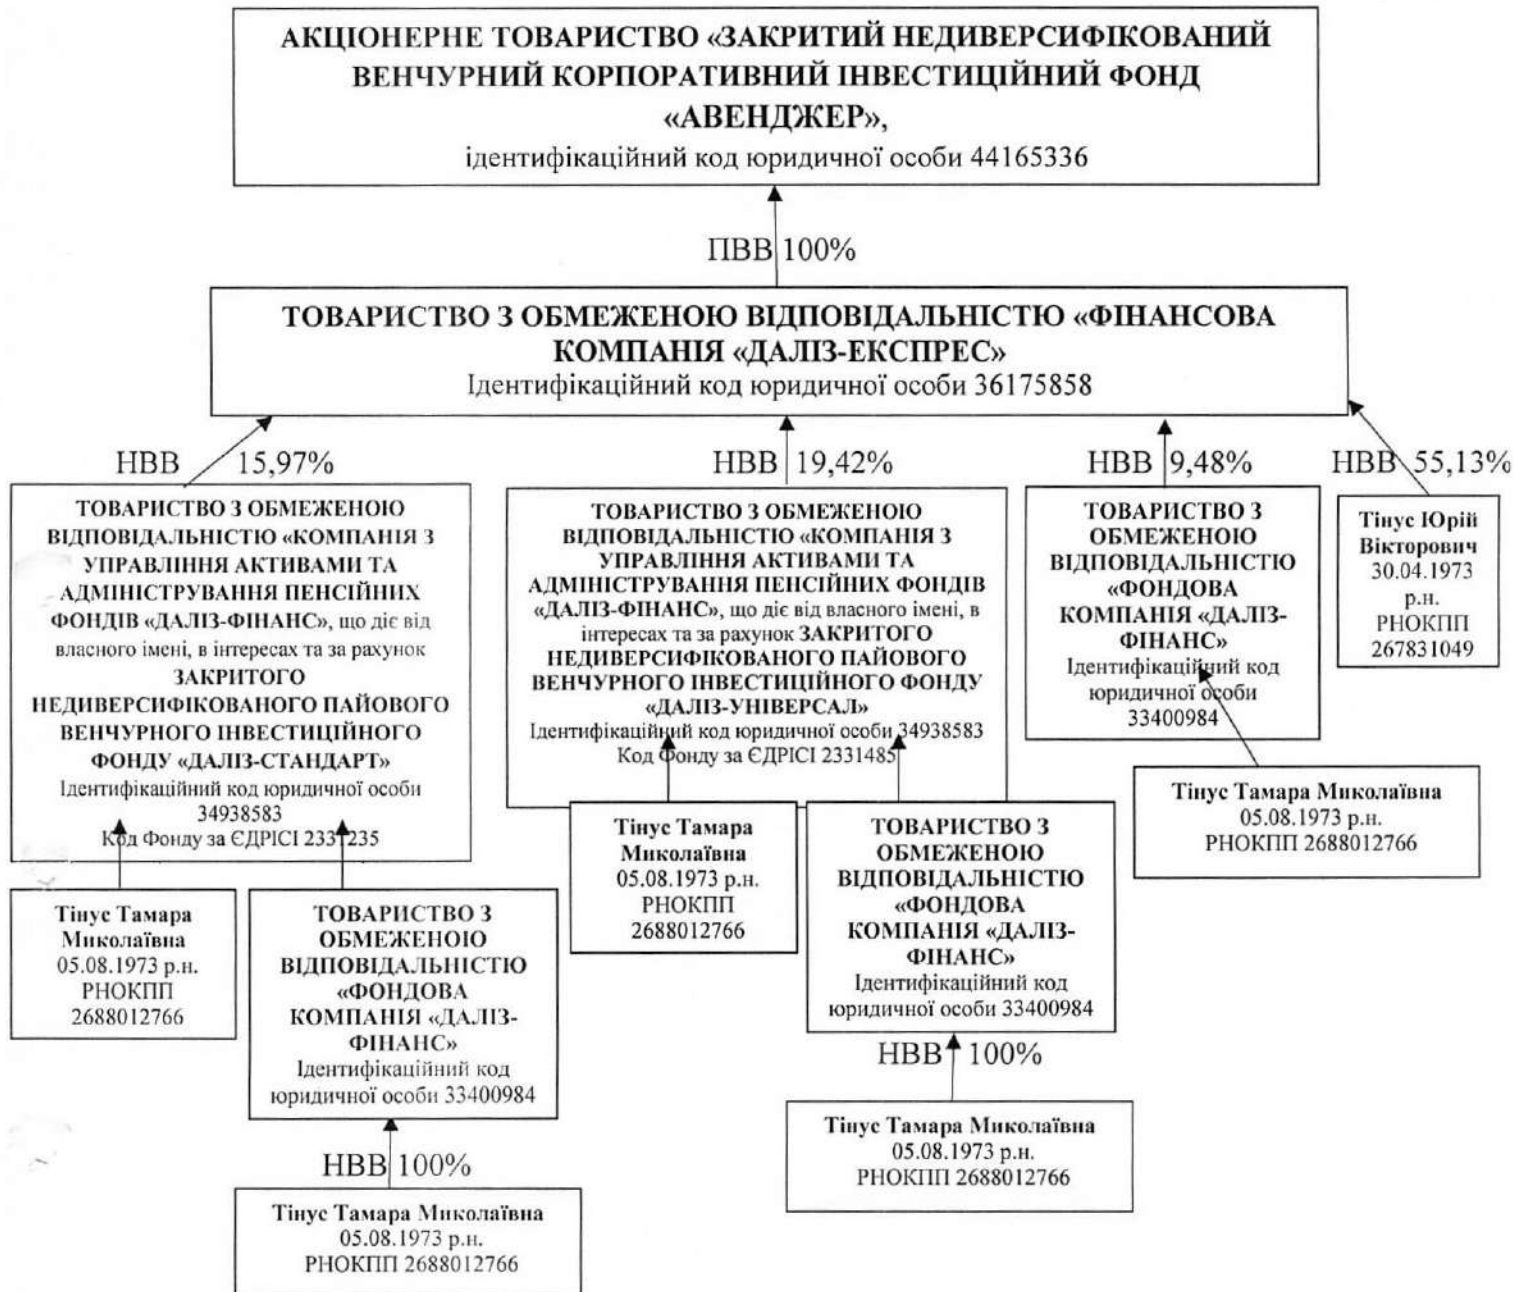 АКЦІОНЕРНЕ ТОВАРИСТВО «ЗАКРИТИЙ НЕДИВЕРСИФІКОВАНИЙ
ВЕНЧУРНИЙ КОРПОРАТИВНИЙ ІНВЕСТИЦІЙНИЙ ФОНД
«АВЕНДЖЕР»,
ідентифікаційний код юридичної особи 44165336
ПВВ 100%
ТОВАРИСТВО З ОБМЕЖЕНОЮ ВІДПОВІДАЛЬНІСТЮ «ФІНАНСОВА
КОМПАНІЯ «ДАЛІЗ-ЕКСПРЕС»
Ідентифікаційний код юридичної особи 36175858
НВВ 15,97%
НВВ 19,42%
НВВ 9,48%
НВВ 55,13%
ТОВАРИСТВО З ОБМЕЖЕНОЮ
ВІДПОВІДАЛЬНІСТЮ «КОМПАНІЯ З
УПРАВЛІННЯ АКТИВАМИ ТА
АДМІНІСТРУВАННЯ ПЕНСІЙНИХ
ФОНДІВ «ДАЛІЗ-ФІНАНС», що діє від
власного імені, в інтересах та за рахунок
ЗАКРИТОГО
НЕДИВЕРСИФІКОВАНОГО ПАЙОВОГО
ВЕНЧУРНОГО ІНВЕСТИЦІЙНОГО
ФОНДУ «ДАЛІЗ-СТАНДАРТ»
Ідентифікаційний код юридичної особи
34938583
Код Фонду за ЄДРІСІ 2331235
ТОВАРИСТВО З ОБМЕЖЕНОЮ
ВІДПОВІДАЛЬНІСТЮ «КОМПАНІЯ З
УПРАВЛІННЯ АКТИВАМИ ТА
АДМІНІСТРУВАННЯ ПЕНСІЙНИХ ФОНДІВ
«ДАЛІЗ-ФІНАНС», що діє від власного імені, в
інтересах та за рахунок ЗАКРИТОГО
НЕДИВЕРСИФІКОВАНОГО ПАЙОВОГО
ВЕНЧУРНОГО ІНВЕСТИЦІЙНОГО ФОНДУ
«ДАЛІЗ-УНІВЕРСАЛ»
Ідентифікаційний код юридичної особи 34938583
Код Фонду за ЄДРІСІ 2331485
ТОВАРИСТВО З
ОБМЕЖЕНОЮ
ВІДПОВІДАЛЬНІСТЮ
«ФОНДОВА
КОМПАНІЯ «ДАЛІЗ-
ФІНАНС»
Ідентифікаційний код
юридичної особи
33400984
Тінус Юрій
Вікторович
30.04.1973
р.н.
РНОКПП
267831049
Тінус Тамара Миколаївна
05.08.1973 р.н.
РНОКПП 2688012766
Тінус Тамара
Миколаївна
05.08.1973 р.н.
РНОКПП
2688012766
ТОВАРИСТВО З
ОБМЕЖЕНОЮ
ВІДПОВІДАЛЬНІСТЮ
«ФОНДОВА
КОМПАНІЯ «ДАЛІЗ-
ФІНАНС»
Ідентифікаційний код
юридичної особи 33400984
Тінус Тамара
Миколаївна
05.08.1973 р.н.
РНОКПП
2688012766
ТОВАРИСТВО З
ОБМЕЖЕНОЮ
ВІДПОВІДАЛЬНІСТЮ
«ФОНДОВА
КОМПАНІЯ «ДАЛІЗ-
ФІНАНС»
Ідентифікаційний код
юридичної особи 33400984
НВВ 100%
Тінус Тамара Миколаївна
05.08.1973 р.н.
РНОКПП 2688012766
НВВ 100%
Тінус Тамара Миколаївна
05.08.1973 р.н.
РНОКПП 2688012766